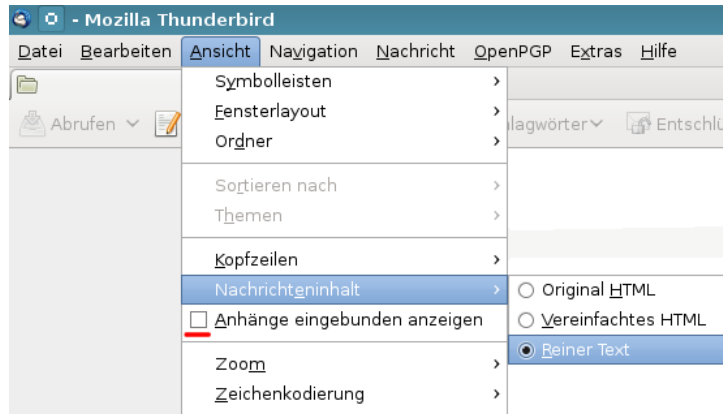 - Mozilla Thunderbird
Datei Bearbeiten Ansicht Navigation Nachricht OpenPGP Extras Hilfe
Symbolleisten
Abrufen
Fensterlayout
lagwörter Entschlü
Ordner
Sortieren nach
Themen
Kopfzeilen
Nachrichteninhalt
Original HTML
Anhänge eingebunden anzeigen
Vereinfachtes HTML
Reiner Text
Zoom
Zeichenkodierung